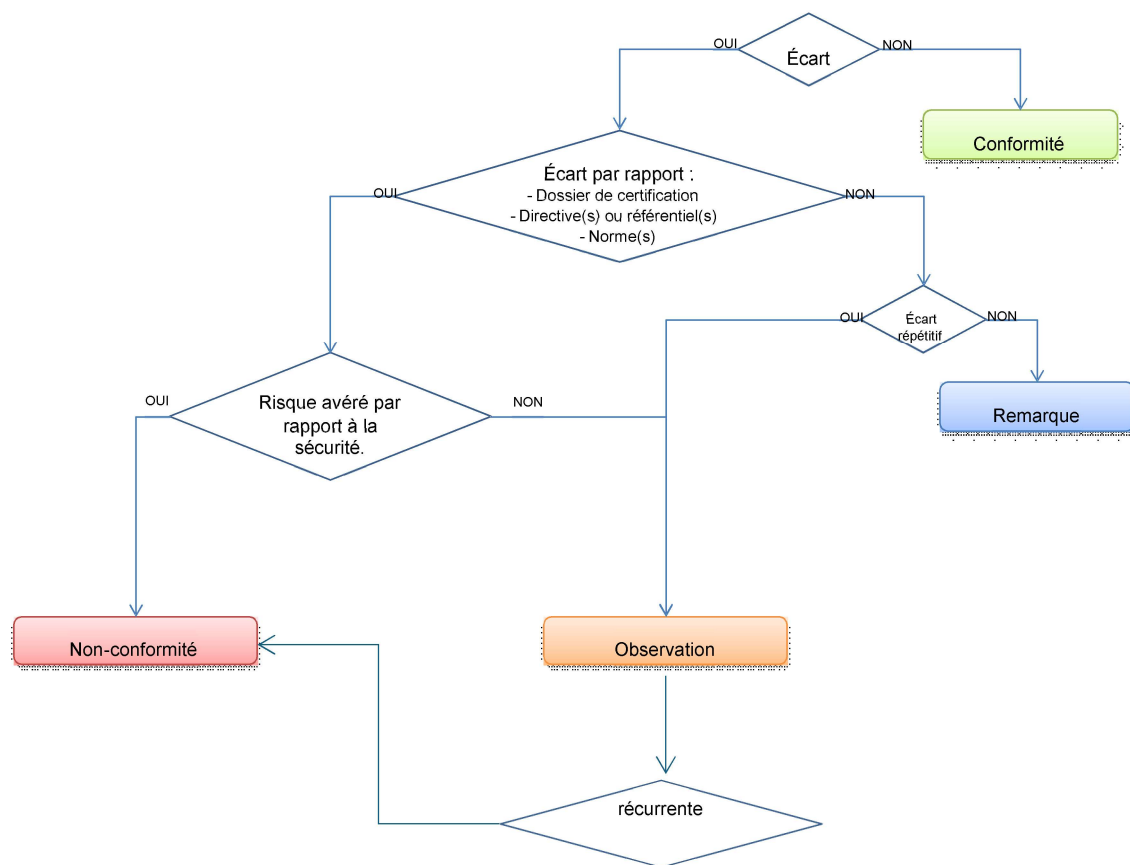 OUI
Écart
NON
Conformité
OUI
Écart par rapport :
- Dossier de certification
- Directive(s) ou référentiel(s)
- Norme(s)
NON
OUI
Écart
répétitif
NON
Remarque
OUI
Risque avéré par
rapport à la
sécurité.
NON
Non-conformité
Observation
récurrente